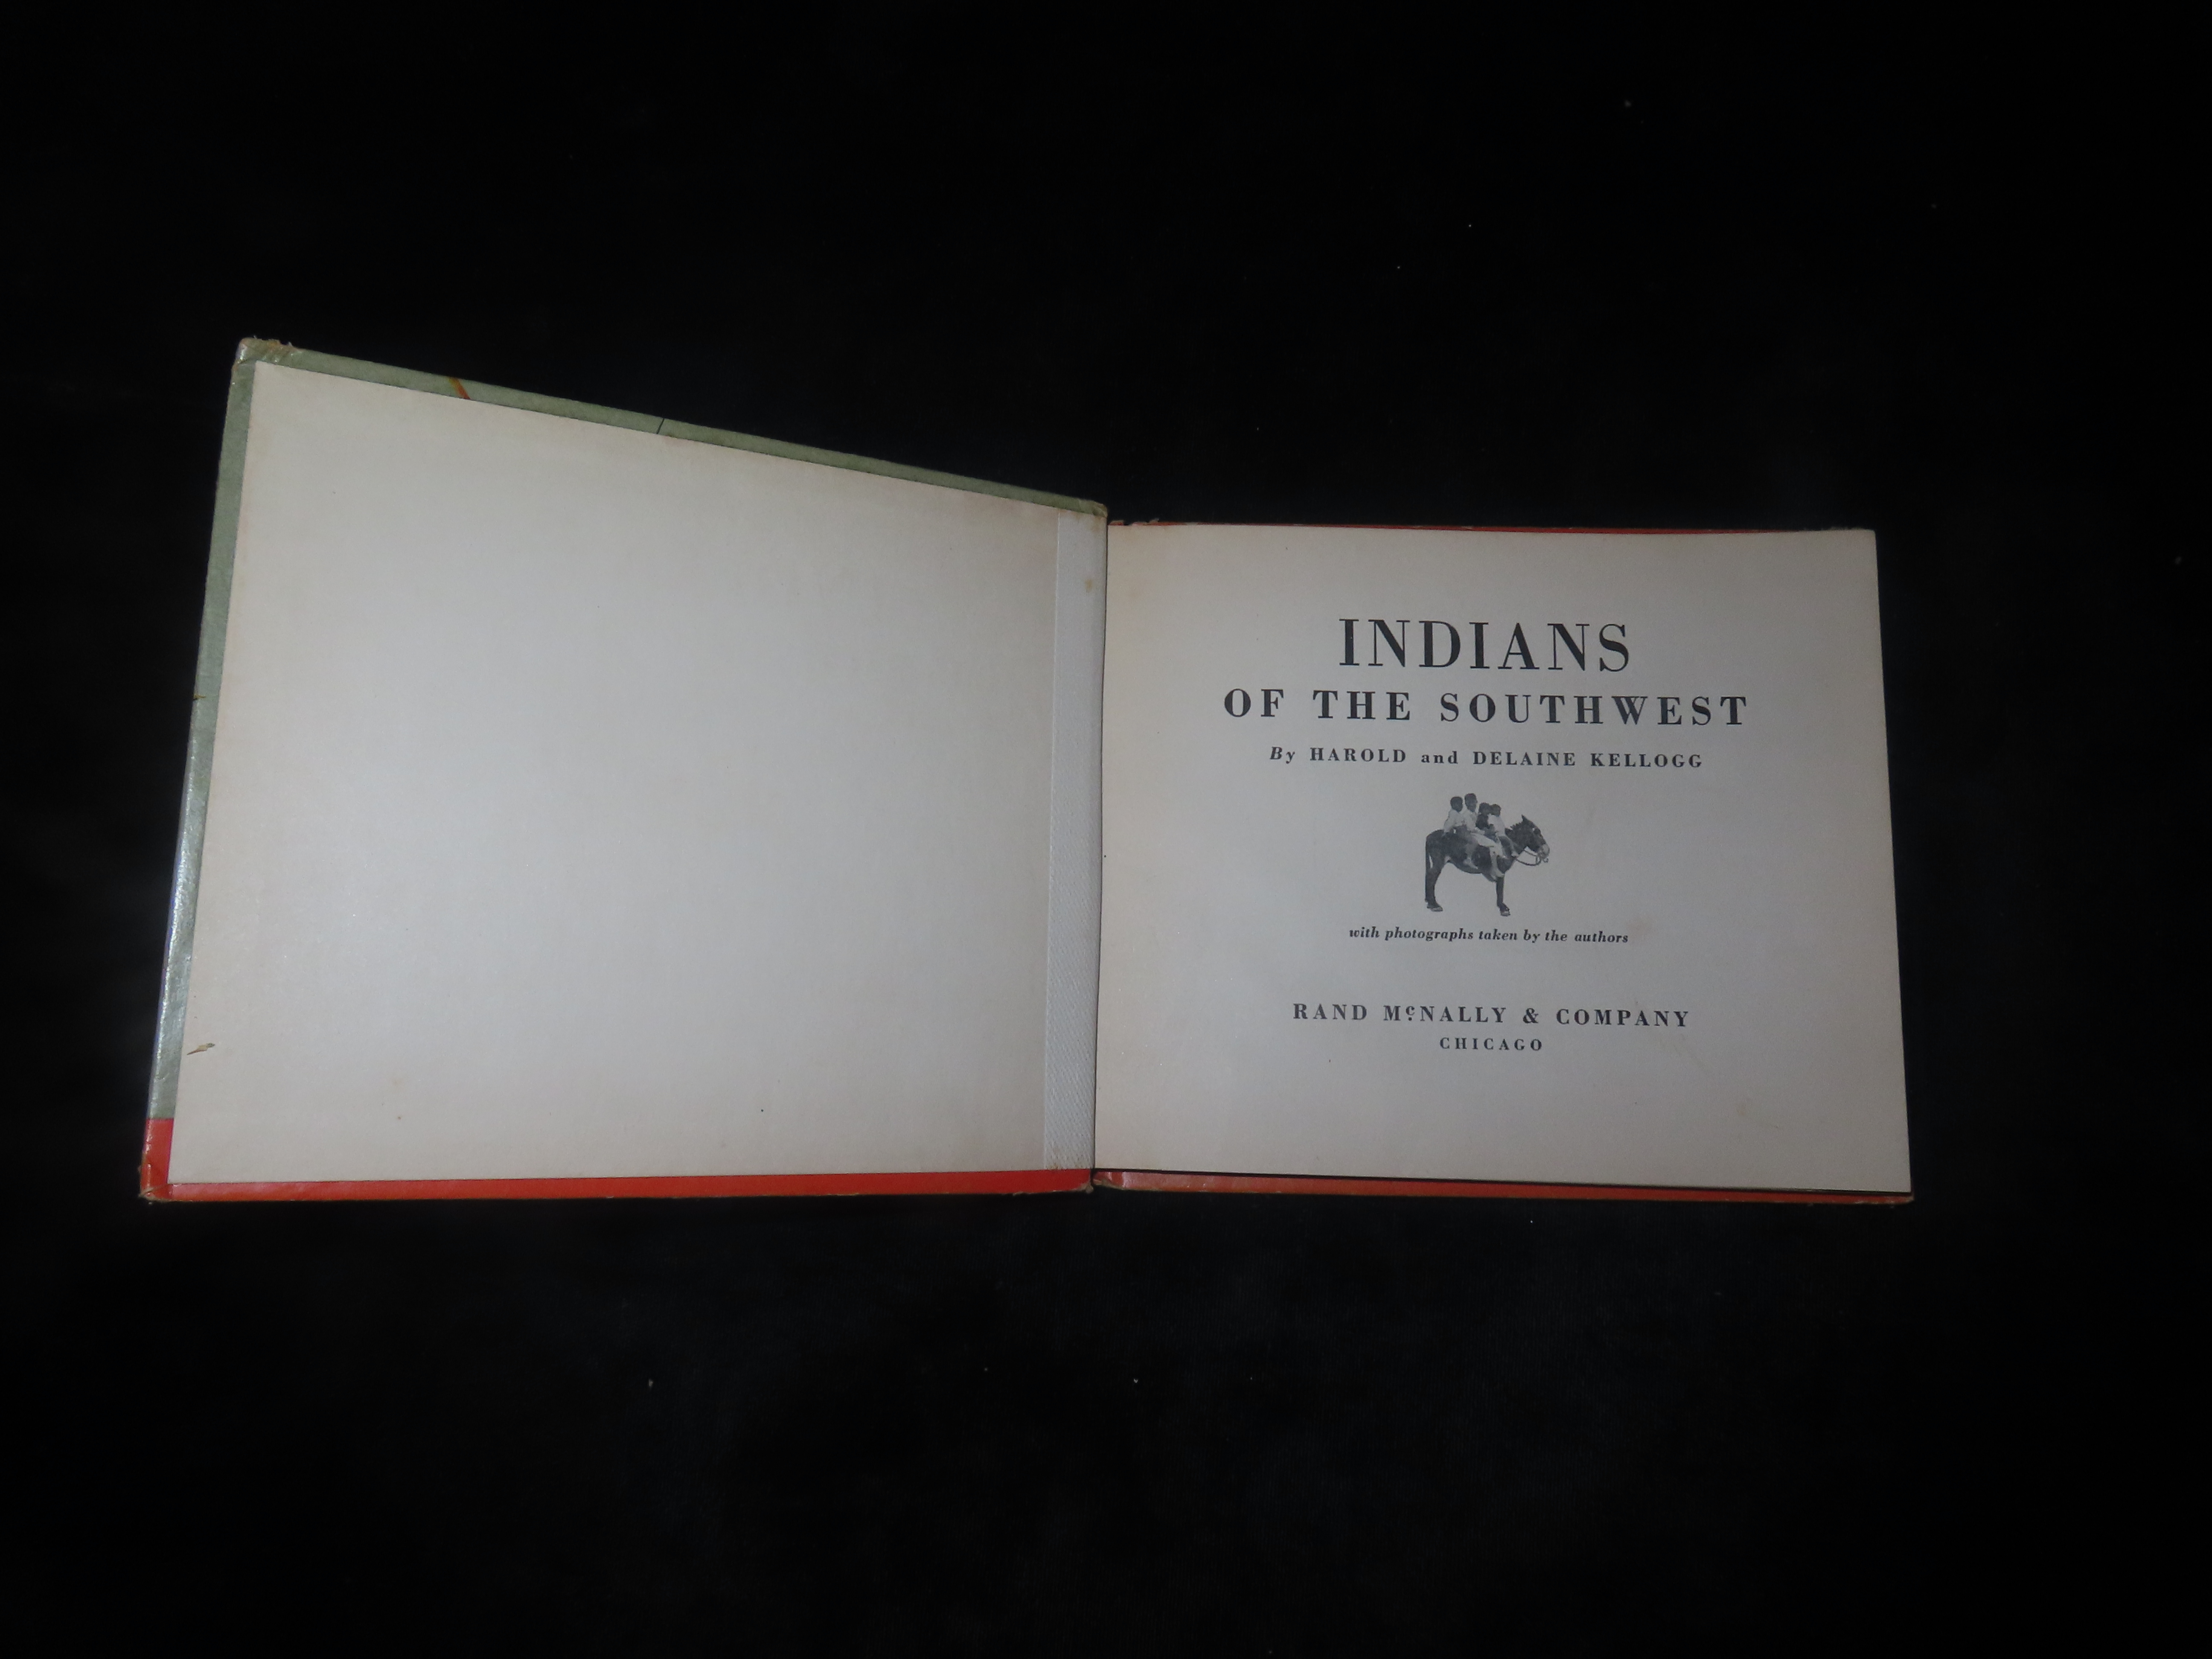 INDIANS
OF THE SOUTHWEST
By HAROLD and DELAINE KELLOGG
with photographs taken by the authors
RAND McNALLY & COMPANY
CHICAGO